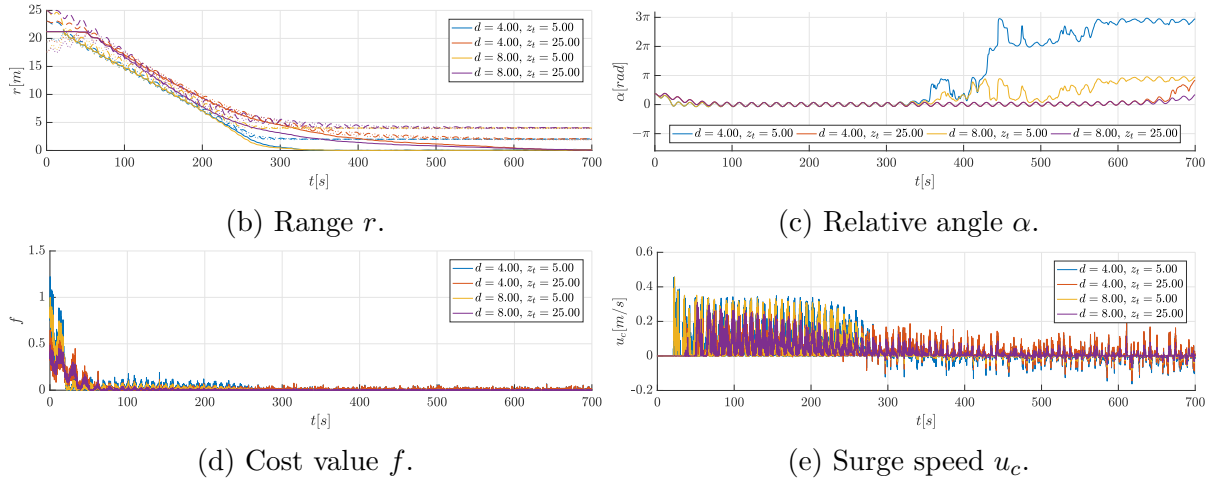 25
20
15
10
5
0
r[m]
0 100 200 300 400 500 600 700
t[s]
d = 4.00, z_t = 5.00
d = 4.00, z_t = 25.00
d = 8.00, z_t = 5.00
d = 8.00, z_t = 25.00
(b) Range r.
3π
2π
π
0
−π
α[rad]
d = 4.00, z_t = 5.00 d = 4.00, z_t = 25.00 d = 8.00, z_t = 5.00 d = 8.00, z_t = 25.00
0 100 200 300 400 500 600 700
t[s]
(c) Relative angle α.
1.5
1
0.5
0
f
d = 4.00, z_t = 5.00
d = 4.00, z_t = 25.00
d = 8.00, z_t = 5.00
d = 8.00, z_t = 25.00
0 100 200 300 400 500 600 700
t[s]
(d) Cost value f.
0.6
0.4
0.2
0
-0.2
u_c[m/s]
d = 4.00, z_t = 5.00
d = 4.00, z_t = 25.00
d = 8.00, z_t = 5.00
d = 8.00, z_t = 25.00
0 100 200 300 400 500 600 700
t[s]
(e) Surge speed u_c.